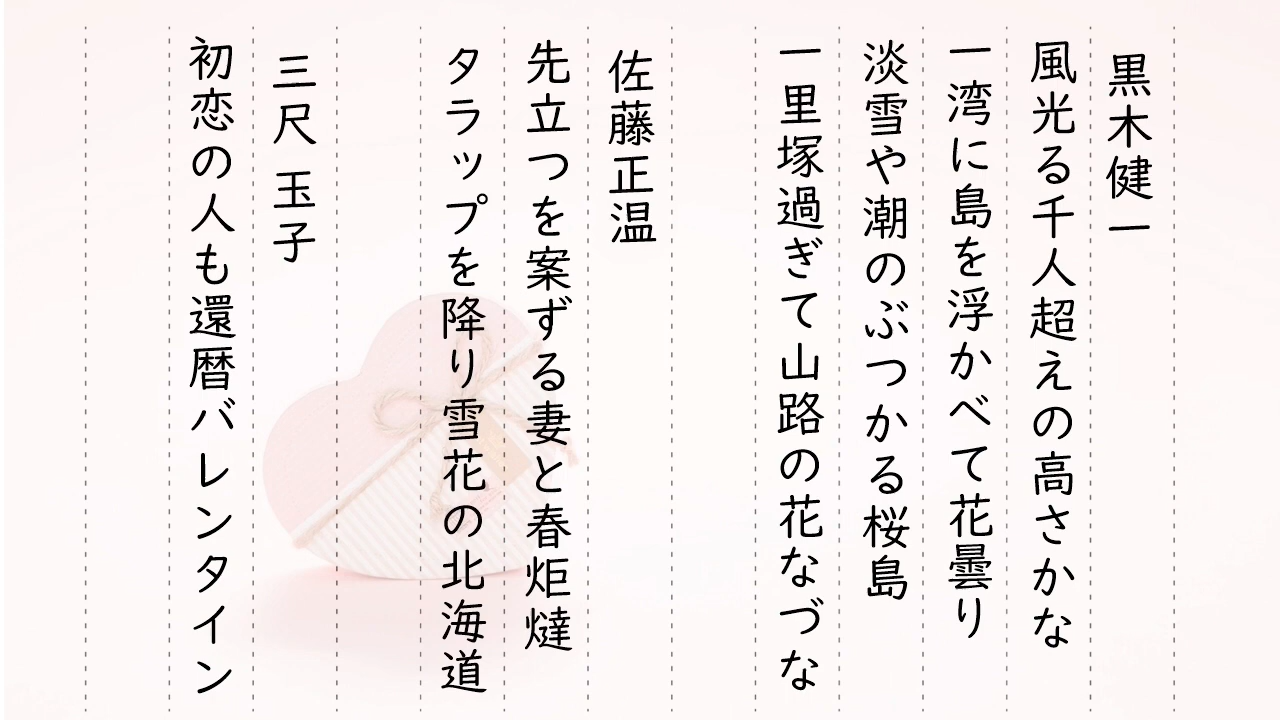 黒木健一
風光る千人超えの高さかな
一湾に島を浮かべて花曇り
淡雪や潮のぶつかる桜島
一里塚過ぎて山路の花なづな
佐藤正温
先立つを案ずる妻と春炬燵
タラップを降り雪花の北海道
三尺 玉子
初恋の人も還暦バレンタイン